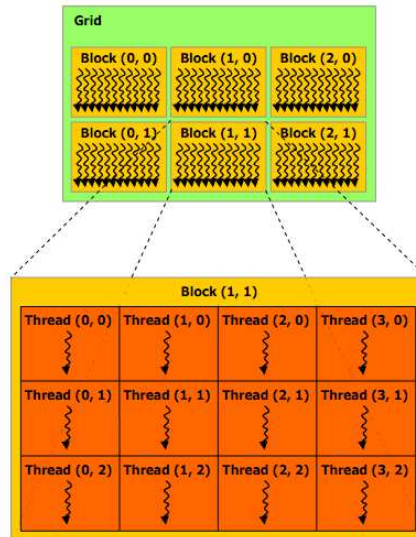 Grid
Block (0, 0) Block (1, 0) Block (2, 0)
Block (0, 1) Block (1, 1) Block (2, 1)
Block (1, 1)
Thread (0, 0) Thread (1, 0) Thread (2, 0) Thread (3, 0)
Thread (0, 1) Thread (1, 1) Thread (2, 1) Thread (3, 1)
Thread (0, 2) Thread (1, 2) Thread (2, 2) Thread (3, 2)